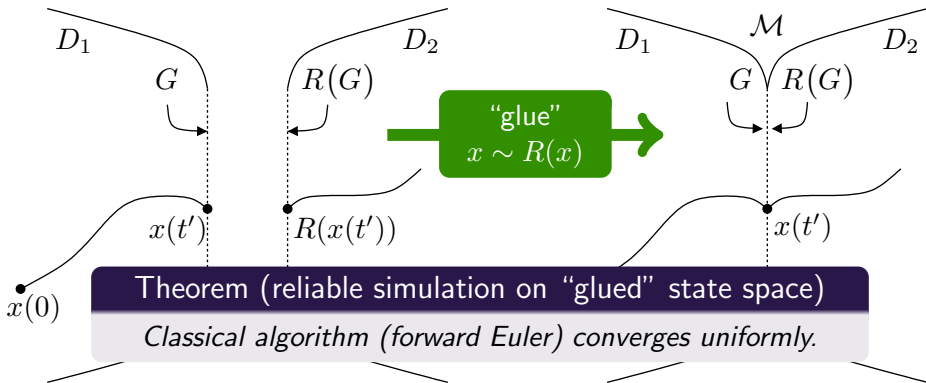 D₁
D₂
G
R(G)
x(t′)
R(x(t′))
x(0)
“glue”
x ∼ R(x)
D₁
ℳ
D₂
G
R(G)
x(t′)
Theorem (reliable simulation on “glued” state space)
Classical algorithm (forward Euler) converges uniformly.